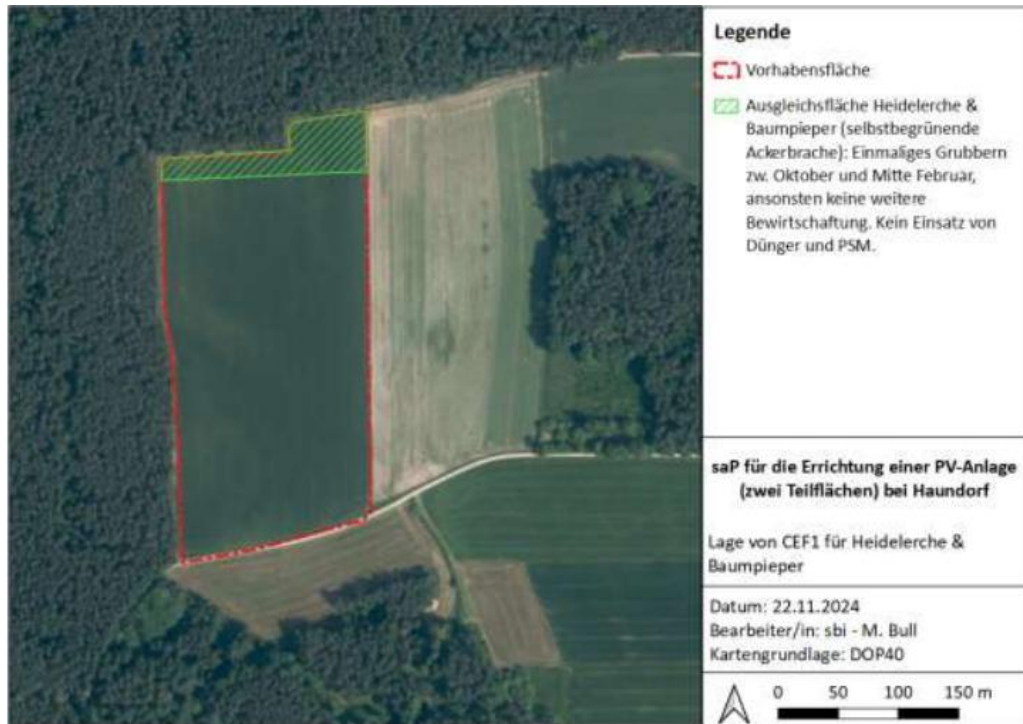 Legende
Vorhabensfläche
Ausgleichsfläche Heidelerche &
Baumpieper (selbstbegrünende
Ackerbrache): Einmaliges Grubbern
zw. Oktober und Mitte Februar,
ansonsten keine weitere
Bewirtschaftung. Kein Einsatz von
Dünger und PSM.
saP für die Errichtung einer PV-Anlage
(zwei Teilflächen) bei Haundorf
Lage von CEF1 für Heidelerche &
Baumpieper
Datum: 22.11.2024
Bearbeiter/in: sbi - M. Bull
Kartengrundlage: DOP40
0 50 100 150 m